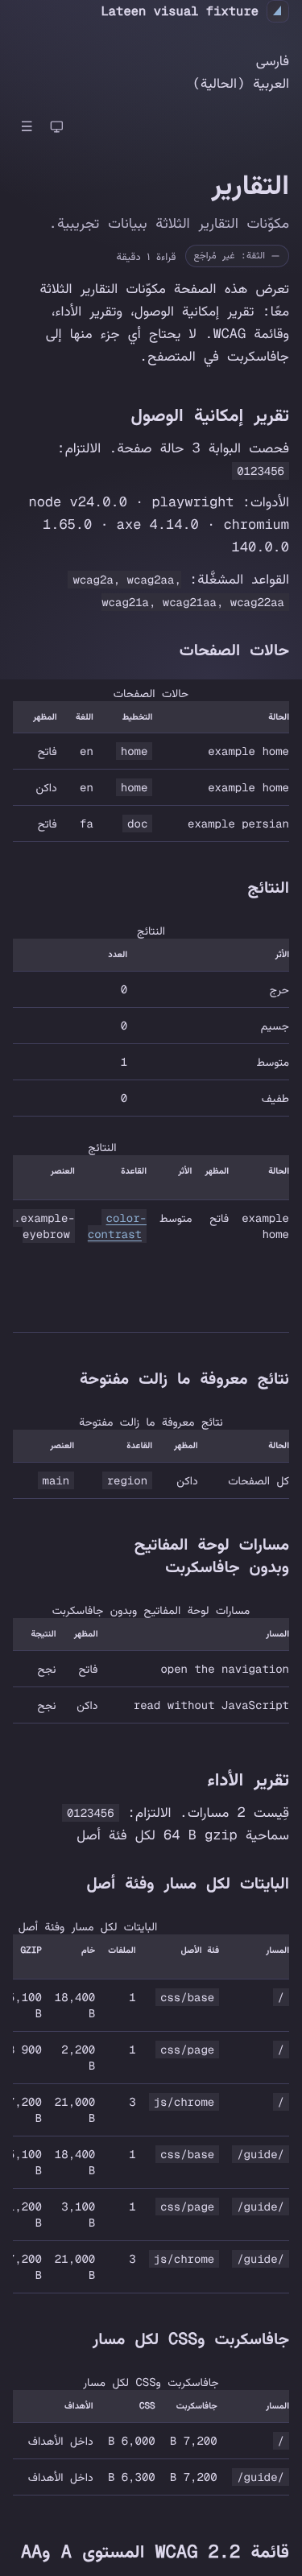 Lateen visual fixture
فارسی
العربية (الحالية)
التقارير
مكوّنات التقارير الثلاثة ببيانات تجريبية.
— الثقة: غير مُراجَع
قراءة ١ دقيقة
تعرض هذه الصفحة مكوّنات التقارير الثلاثة
معًا: تقرير إمكانية الوصول، وتقرير الأداء،
وقائمة WCAG. لا يحتاج أي جزء منها إلى
جافاسكربت في المتصفح.
تقرير إمكانية الوصول
فحصت البوابة 3 حالة صفحة. الالتزام:
0123456
الأدوات: node v24.0.0 · playwright
1.65.0 · axe 4.14.0 · chromium
140.0.0
القواعد المشغَّلة: wcag2a, wcag2aa,
wcag21a, wcag21aa, wcag22aa
حالات الصفحات
حالات الصفحات
الحالة التخطيط اللغة المظهر
example home home en فاتح
example home home en داكن
example persian doc fa فاتح
النتائج
النتائج
الأثر العدد
حرج 0
جسيم 0
متوسط 1
طفيف 0
النتائج
الحالة المظهر الأثر القاعدة العنصر
example فاتح متوسط color- .example-
home contrast eyebrow
نتائج معروفة ما زالت مفتوحة
نتائج معروفة ما زالت مفتوحة
الحالة المظهر القاعدة العنصر
كل الصفحات داكن region main
مسارات لوحة المفاتيح
وبدون جافاسكربت
مسارات لوحة المفاتيح وبدون جافاسكربت
المسار المظهر النتيجة
open the navigation فاتح نجح
read without JavaScript داكن نجح
تقرير الأداء
قِيست 2 مسارات. الالتزام: 0123456
سماحية 64 B gzip لكل فئة أصل
البايتات لكل مسار وفئة أصل
البايتات لكل مسار وفئة أصل
المسار فئة الأصل الملفات خام GZIP
/ css/base 1 18,400 ,100
B B
/ css/page 1 2,200 900
B
/ js/chrome 3 21,000 ,200
B B
/guide/ css/base 1 18,400 ,100
B B
/guide/ css/page 1 3,100 ,200
B B
/guide/ js/chrome 3 21,000 ,200
B B
جافاسكربت وCSS لكل مسار
جافاسكربت وCSS لكل مسار
المسار جافاسكربت CSS الأهداف
/ 7,200 B 6,000 B داخل الأهداف
/guide/ 7,200 B 6,300 B داخل الأهداف
قائمة WCAG 2.2 المستوى A وAA